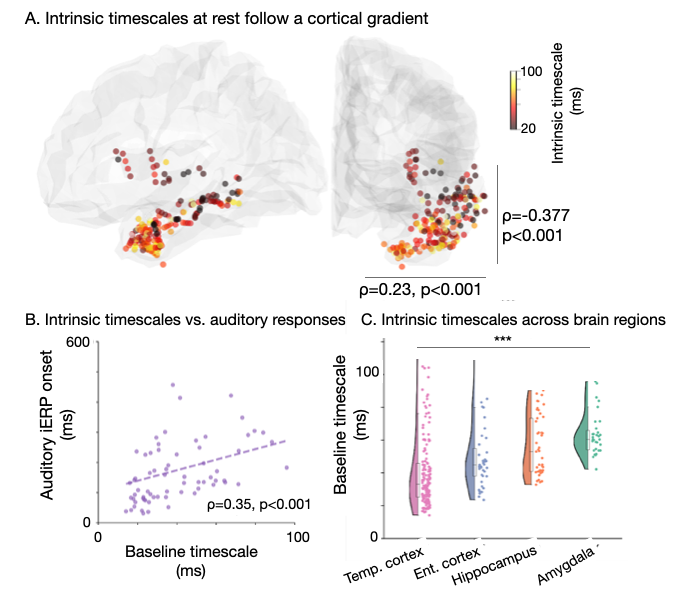 A. Intrinsic timescales at rest follow a cortical gradient
100
20
Intrinsic timescale
(ms)
ρ=-0.377
p<0.001
ρ=0.23, p<0.001
B. Intrinsic timescales vs. auditory responses
600
0
Auditory iERP onset
(ms)
ρ=0.35, p<0.001
0
100
Baseline timescale
(ms)
C. Intrinsic timescales across brain regions
***
100
0
Baseline timescale
(ms)
Temp. cortex
Ent. cortex
Hippocampus
Amygdala